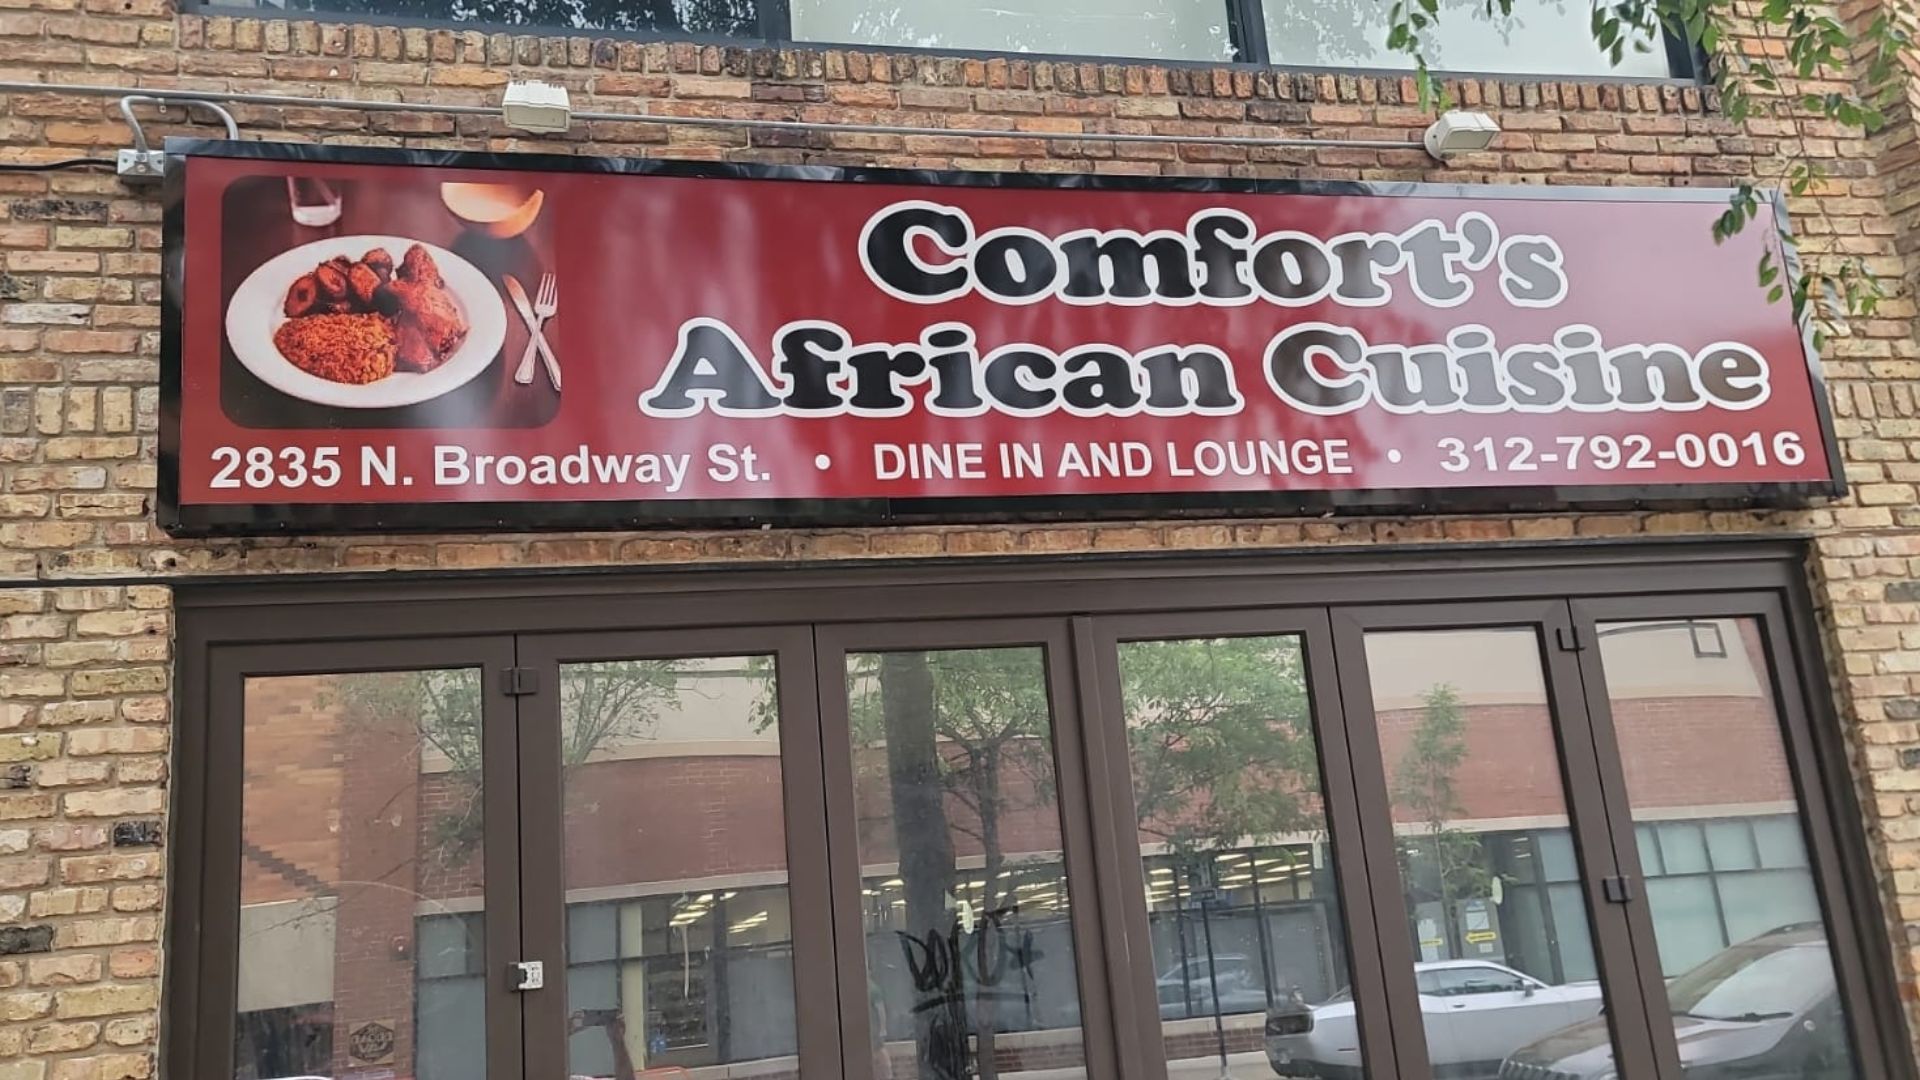 Comfort's
African Cuisine
2835 N. Broadway St. • DINE IN AND LOUNGE • 312-792-0016